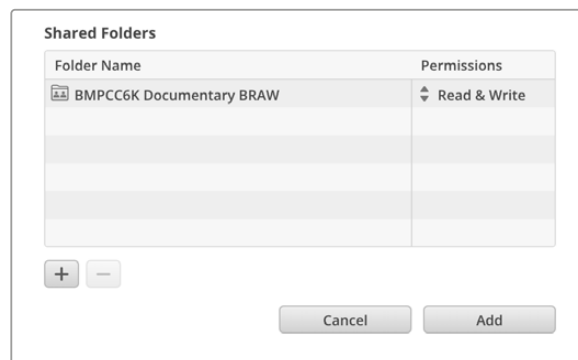 Shared Folders
Folder Name Permissions
BMPCC6K Documentary BRAW Read & Write
Cancel Add